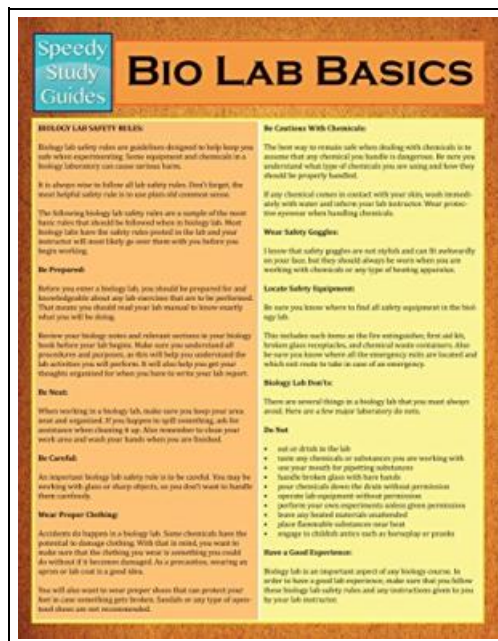 Speedy
Study
Guides
BIO LAB BASICS
BIOLOGY LAB SAFETY RULES:
Biology lab safety rules are guidelines designed to help keep you
safe when experimenting. Some equipment and chemicals in a
biology laboratory can cause serious harm.
It is always wise to follow all lab safety rules. Don't forget, the
most helpful safety rule is to use plain old common sense.
The following biology lab safety rules are a sample of the most
basic rules that should be followed when in biology lab. Most
biology labs have the safety rules posted in the lab and your
instructor will most likely go over them with you before you
begin working.
Be Prepared:
Before you enter a biology lab, you should be prepared for and
knowledgeable about any lab exercises that are to be performed.
That means you should read your lab manual to know exactly
what you will be doing.
Review your biology notes and relevant sections in your biology
book before your lab begins. Make sure you understand all
procedures and purposes, as this will help you understand the
lab activities you will perform. It will also help you get your
thoughts organized for when you have to write your lab report.
Be Neat:
When working in a biology lab, make sure you keep your area
neat and organized. If you happen to spill something, ask for
assistance when cleaning it up. Also remember to clean your
work area and wash your hands when you are finished.
Be Careful:
An important biology lab safety rule is to be careful. You may be
working with glass or sharp objects, so you don't want to handle
them carelessly.
Wear Proper Clothing:
Accidents do happen in a biology lab. Some chemicals have the
potential to damage clothing. With that in mind, you want to
make sure that the clothing you wear is something you could
do without if it becomes damaged. As a precaution, wearing an
apron or lab coat is a good idea.
You will also want to wear proper shoes that can protect your
feet in case something gets broken. Sandals or any type of open-
toed shoes are not recommended.
Be Cautious With Chemicals:
The best way to remain safe when dealing with chemicals is to
assume that any chemical you handle is dangerous. Be sure you
understand what type of chemicals you are using and how they
should be properly handled.
If any chemical comes in contact with your skin, wash immedi-
ately with water and inform your lab instructor. Wear protec-
tive eyewear when handling chemicals.
Wear Safety Goggles:
I know that safety goggles are not stylish and can fit awkwardly
on your face, but they should always be worn when you are
working with chemicals or any type of heating apparatus.
Locate Safety Equipment:
Be sure you know where to find all safety equipment in the biol-
ogy lab.
This includes such items as the fire extinguisher, first aid kit,
broken glass receptacles, and chemical waste containers. Also
be sure you know where all the emergency exits are located and
which exit route to take in case of an emergency.
Biology Lab Don'ts:
There are several things in a biology lab that you must always
avoid. Here are a few major laboratory do nots.
Do Not
• eat or drink in the lab
• taste any chemicals or substances you are working with
• use your mouth for pipetting substances
• handle broken glass with bare hands
• pour chemicals down the drain without permission
• operate lab equipment without permission
• perform your own experiments unless given permission
• leave any heated materials unattended
• place flammable substances near heat
• engage in childish antics such as horseplay or pranks
Have a Good Experience:
Biology lab is an important aspect of any biology course. In
order to have a good lab experience, make sure that you follow
these biology lab safety rules and any instructions given to you
by your lab instructor.